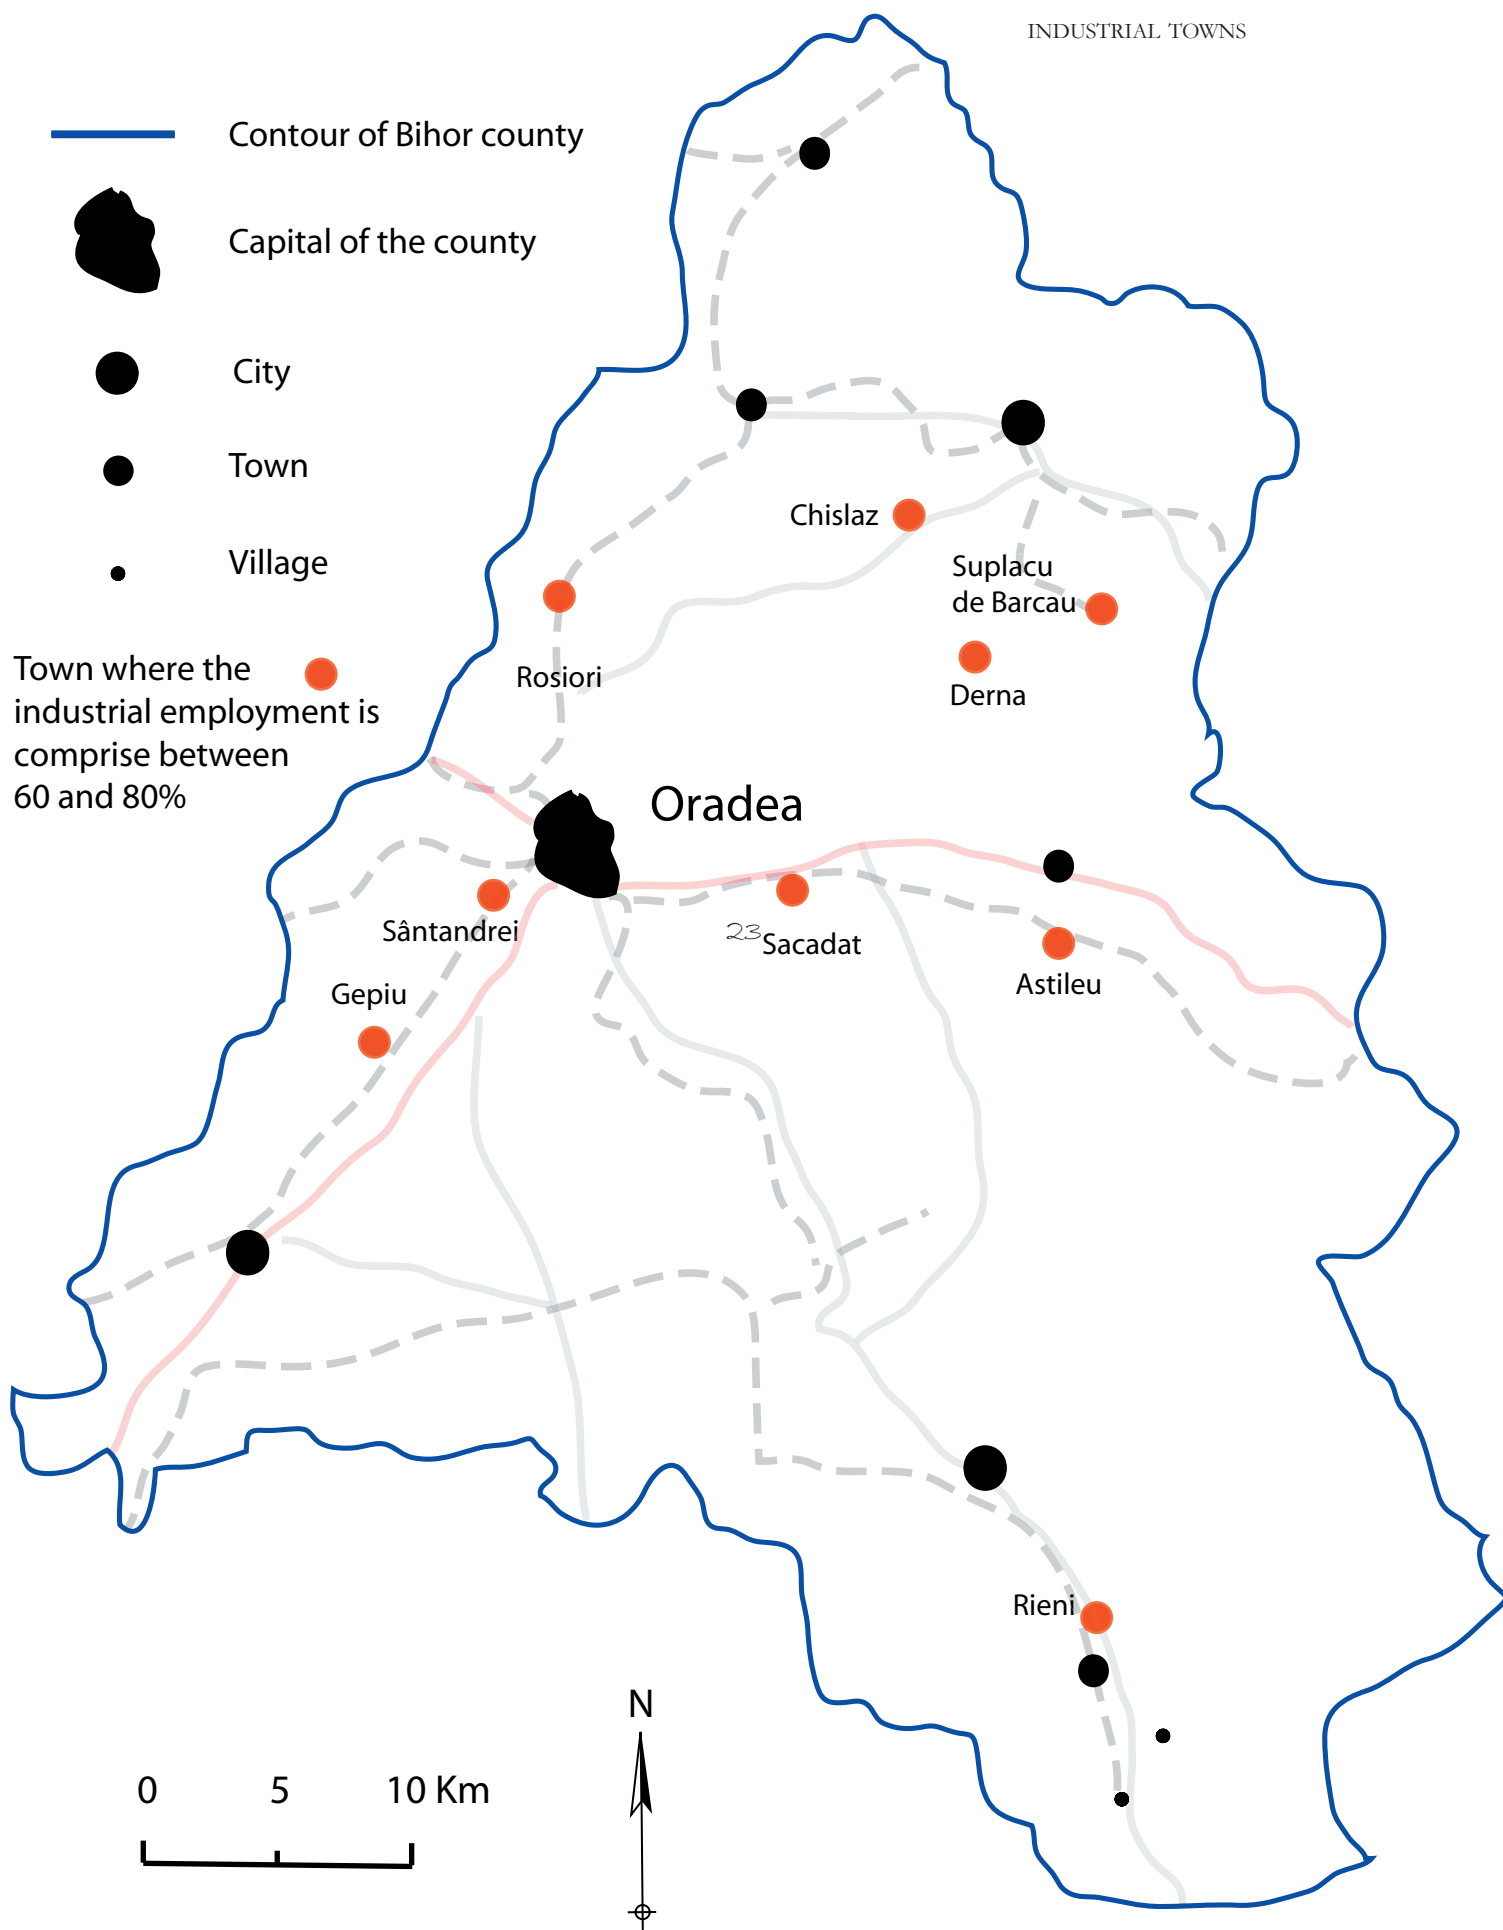 INDUSTRIAL TOWNS
Contour of Bihor county
Capital of the county
City
Town
Village
Town where the
industrial employment is
comprise between
60 and 80%
Chislaz
Suplacu
de Barcau
Rosiori
Derna
Oradea
Sântandrei
23 Sacadat
Gepiu
Astileu
Rieni
N
0 5 10 Km